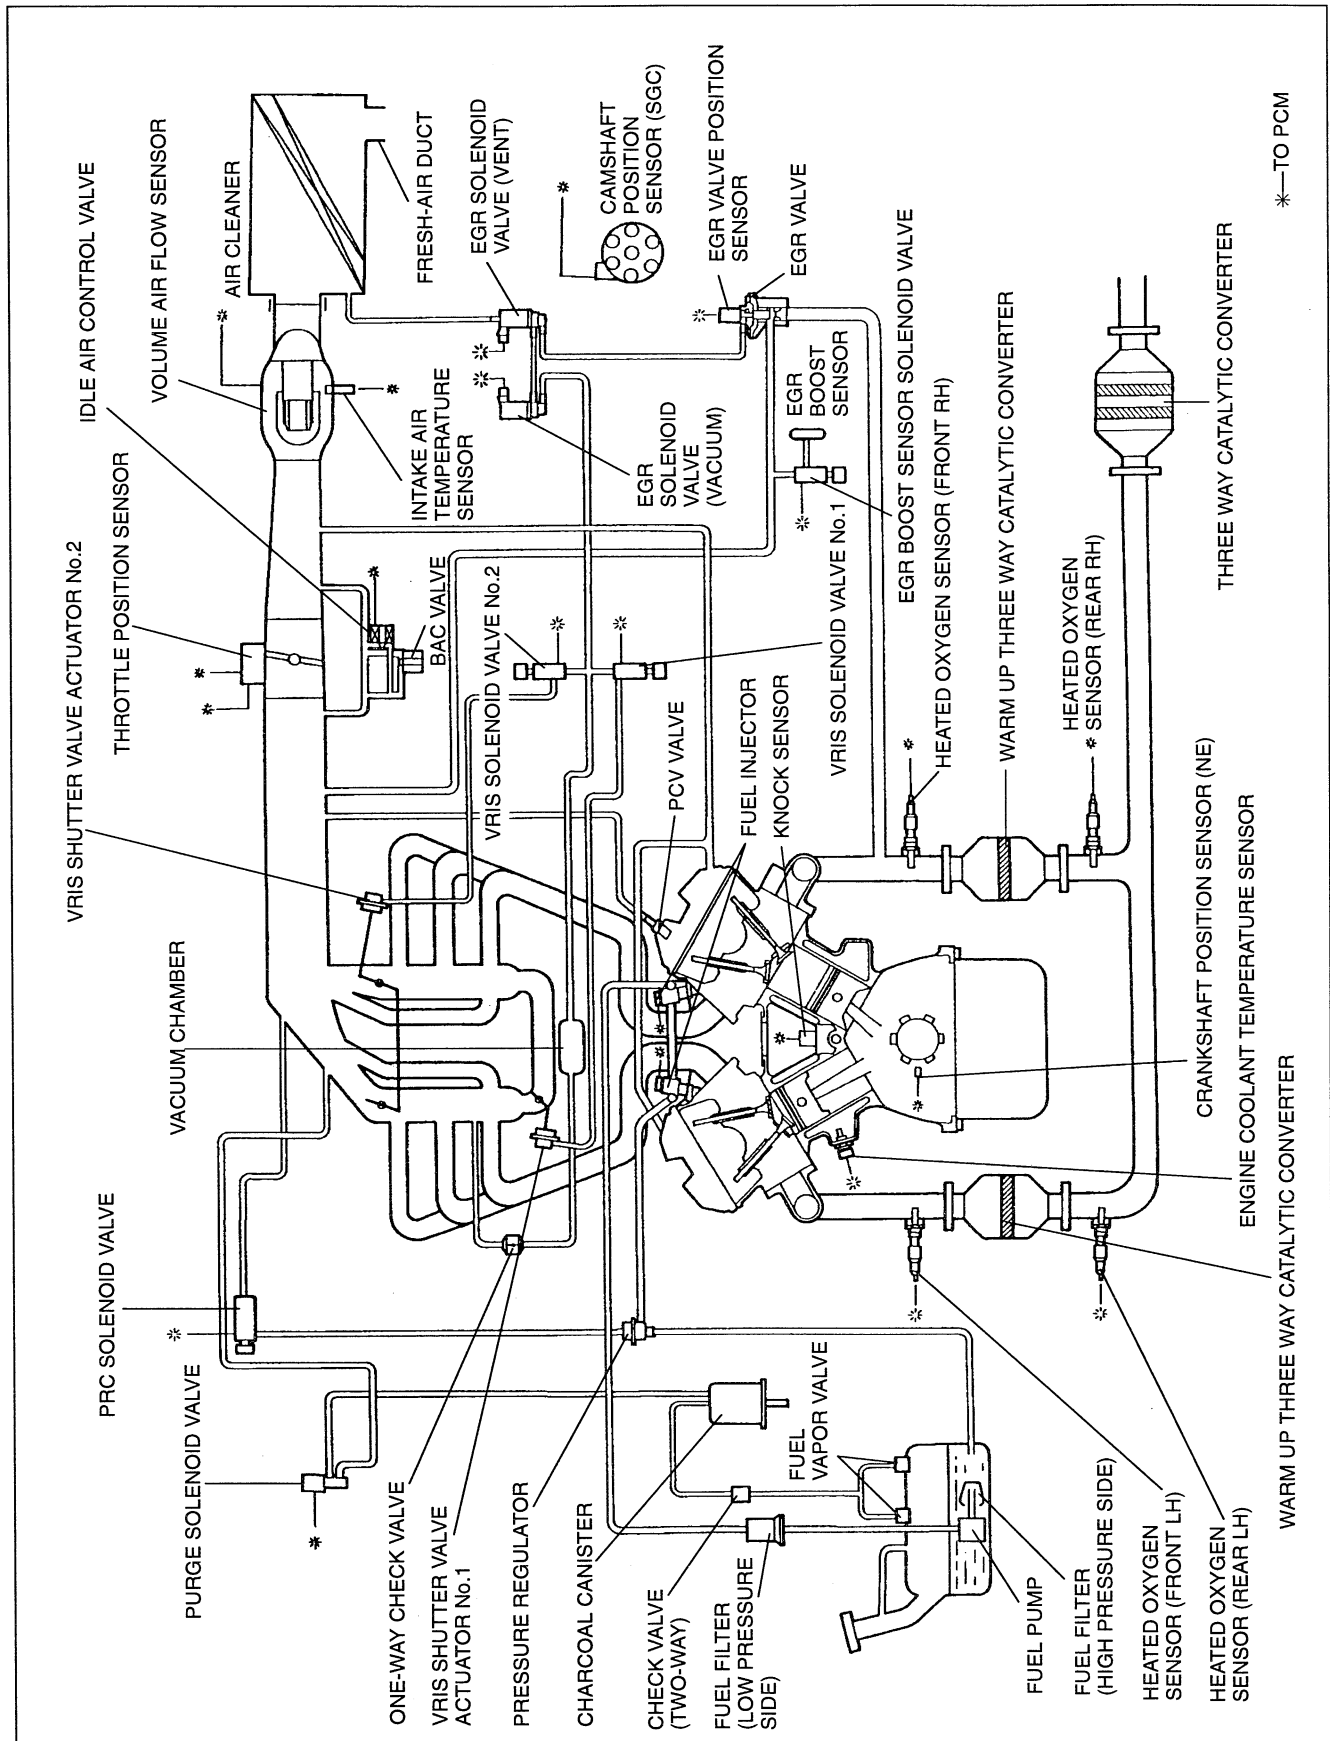 VRIS SHUTTER VALVE ACTUATOR No.2
THROTTLE POSITION SENSOR
IDLE AIR CONTROL VALVE
VOLUME AIR FLOW SENSOR
AIR CLEANER
FRESH-AIR DUCT
INTAKE AIR
TEMPERATURE
SENSOR
BAC VALVE
EGR SOLENOID
VALVE (VENT)
CAMSHAFT
POSITION
SENSOR (SGC)
EGR
SOLENOID
VALVE
(VACUUM)
EGR VALVE POSITION
SENSOR
EGR VALVE
EGR
BOOST
SENSOR
EGR BOOST SENSOR SOLENOID VALVE
VRIS SOLENOID VALVE No.2
VRIS SOLENOID VALVE No.1
PCV VALVE
FUEL INJECTOR
KNOCK SENSOR
HEATED OXYGEN SENSOR (FRONT RH)
WARM UP THREE WAY CATALYTIC CONVERTER
HEATED OXYGEN
SENSOR (REAR RH)
THREE WAY CATALYTIC CONVERTER
✳—TO PCM
VACUUM CHAMBER
PRC SOLENOID VALVE
PURGE SOLENOID VALVE
ONE-WAY CHECK VALVE
VRIS SHUTTER VALVE
ACTUATOR No.1
PRESSURE REGULATOR
CHARCOAL CANISTER
CHECK VALVE
(TWO-WAY)
FUEL FILTER
(LOW PRESSURE
SIDE)
FUEL
VAPOR VALVE
FUEL PUMP
FUEL FILTER
(HIGH PRESSURE SIDE)
HEATED OXYGEN
SENSOR (FRONT LH)
HEATED OXYGEN
SENSOR (REAR LH)
CRANKSHAFT POSITION SENSOR (NE)
ENGINE COOLANT TEMPERATURE SENSOR
WARM UP THREE WAY CATALYTIC CONVERTER